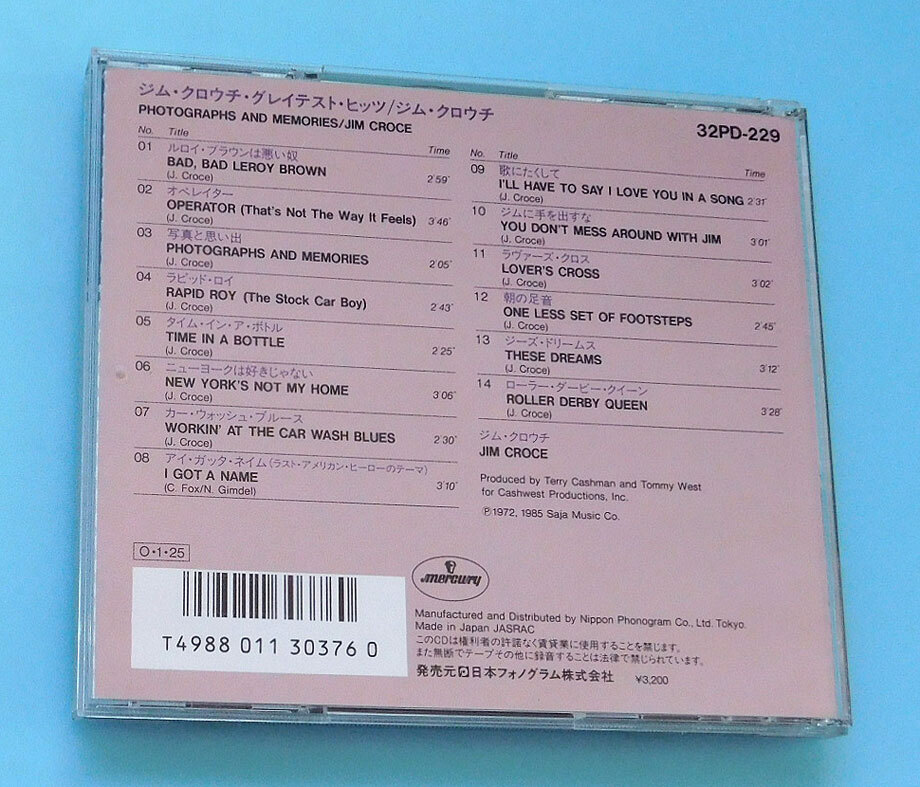 ジム・クロウチ・グレイテスト・ヒッツ/ジム・クロウチ
PHOTOGRAPHS AND MEMORIES/JIM CROCE
32PD-229
No. Title Time
01 ルロイ・ブラウンは悪い奴
BAD, BAD LEROY BROWN
(J. Croce) 2'59"
02 オペレイター
OPERATOR (That's Not The Way It Feels)
(J. Croce) 3'46"
03 写真と思い出
PHOTOGRAPHS AND MEMORIES
(J. Croce) 2'05"
04 ラピッド・ロイ
RAPID ROY (The Stock Car Boy)
(J. Croce) 2'43"
05 タイム・イン・ア・ボトル
TIME IN A BOTTLE
(J. Croce) 2'25"
06 ニューヨークは好きじゃない
NEW YORK'S NOT MY HOME
(J. Croce) 3'06"
07 カー・ウォッシュ・ブルース
WORKIN' AT THE CAR WASH BLUES
(J. Croce) 2'30"
08 アイ・ガッタ・ネイム(ラスト・アメリカン・ヒーローのテーマ)
I GOT A NAME
(C. Fox/N. Gimdel) 3'10"
No. Title Time
09 歌にたくして
I'LL HAVE TO SAY I LOVE YOU IN A SONG 2'31"
(J. Croce)
10 ジムに手を出すな
YOU DON'T MESS AROUND WITH JIM
(J. Croce) 3'01"
11 ラヴァーズ・クロス
LOVER'S CROSS
(J. Croce) 3'02"
12 朝の足音
ONE LESS SET OF FOOTSTEPS
(J. Croce) 2'45"
13 ジーズ・ドリームス
THESE DREAMS
(J. Croce) 3'12"
14 ローラー・ダービー・クイーン
ROLLER DERBY QUEEN
(J. Croce) 3'28"
ジム・クロウチ
JIM CROCE
Produced by Terry Cashman and Tommy West
for Cashwest Productions, Inc.
℗1972, 1985 Saja Music Co.
O・1・25
T4988 011 30376 0
mercury
Manufactured and Distributed by Nippon Phonogram Co., Ltd. Tokyo.
Made in Japan JASRAC
このCDは権利者の許諾なく賃貸業に使用することを禁じます。
また無断でテープその他に録音することは法律で禁じられています。
発売元 日本フォノグラム株式会社 ¥3,200